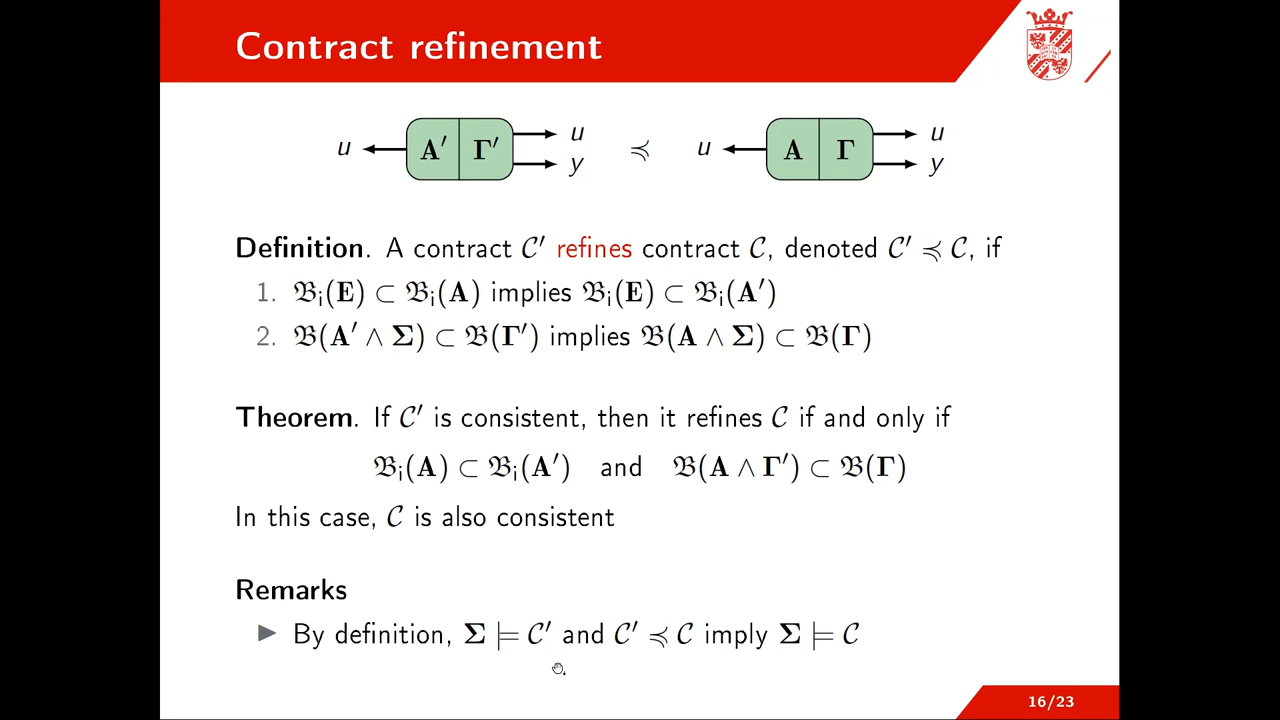 Contract refinement
u A′ Γ′ u y ≼ u A Γ u y
Definition. A contract 𝒞′ refines contract 𝒞, denoted 𝒞′ ≼ 𝒞, if
1. 𝔅ᵢ(E) ⊂ 𝔅ᵢ(A) implies 𝔅ᵢ(E) ⊂ 𝔅ᵢ(A′)
2. 𝔅(A′ ∧ Σ) ⊂ 𝔅(Γ′) implies 𝔅(A ∧ Σ) ⊂ 𝔅(Γ)
Theorem. If 𝒞′ is consistent, then it refines 𝒞 if and only if
𝔅ᵢ(A) ⊂ 𝔅ᵢ(A′) and 𝔅(A ∧ Γ′) ⊂ 𝔅(Γ)
In this case, 𝒞 is also consistent
Remarks
▶ By definition, Σ ⊨ 𝒞′ and 𝒞′ ≼ 𝒞 imply Σ ⊨ 𝒞
16/23